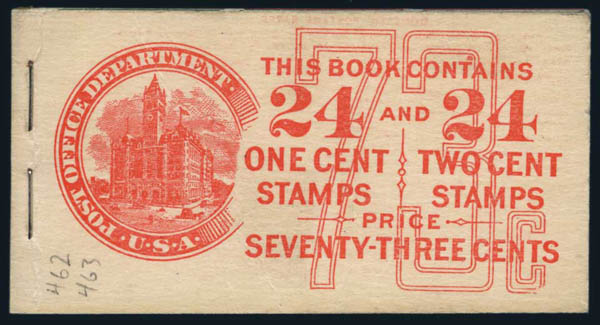 POST OFFICE DEPARTMENT.
· U.S.A. ·
THIS BOOK CONTAINS
24 AND 24
ONE CENT TWO CENT
STAMPS STAMPS
PRICE
SEVENTY-THREE CENTS
73c
462
463